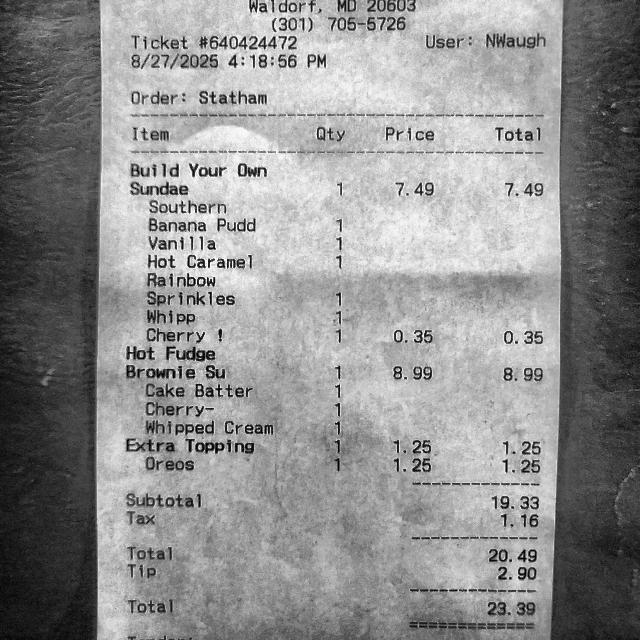 Waldorf, MD 20603
(301) 705-5726
Ticket #640424472 User: NWaugh
8/27/2025 4:18:56 PM
Order: Statham
Item Qty Price Total
Build Your Own
Sundae 1 7.49 7.49
Southern
Banana Pudd 1
Vanilla 1
Hot Caramel 1
Rainbow
Sprinkles 1
Whipp 1
Cherry ! 1 0.35 0.35
Hot Fudge
Brownie Su 1 8.99 8.99
Cake Batter 1
Cherry- 1
Whipped Cream 1
Extra Topping 1 1.25 1.25
Oreos 1 1.25 1.25
Subtotal 19.33
Tax 1.16
Total 20.49
Tip 2.90
Total 23.39